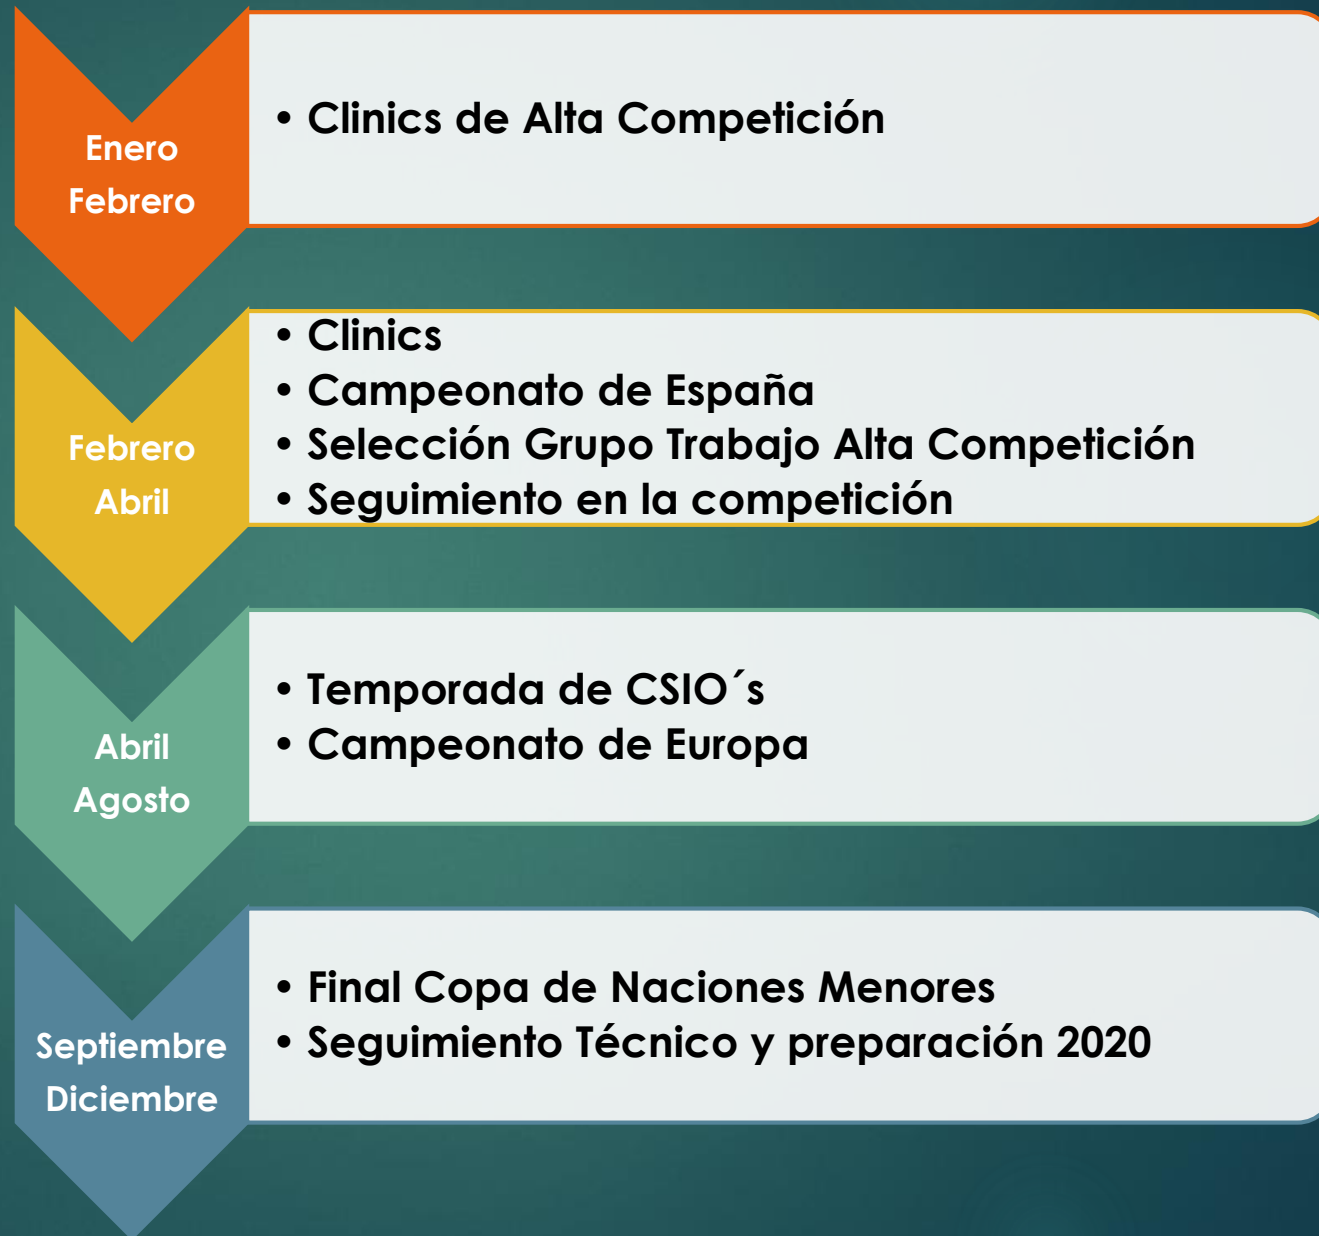 Enero
Febrero
• Clinics de Alta Competición
Febrero
Abril
• Clinics
• Campeonato de España
• Selección Grupo Trabajo Alta Competición
• Seguimiento en la competición
Abril
Agosto
• Temporada de CSIO´s
• Campeonato de Europa
Septiembre
Diciembre
• Final Copa de Naciones Menores
• Seguimiento Técnico y preparación 2020